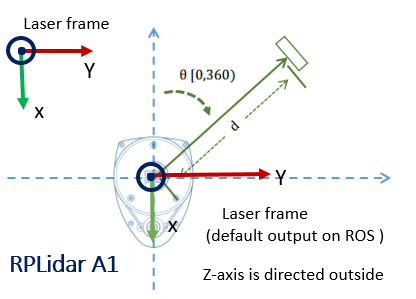 Laser frame
Y
x
θ [0,360)
d
Y
x
Laser frame
(default output on ROS )
RPLidar A1
Z-axis is directed outside